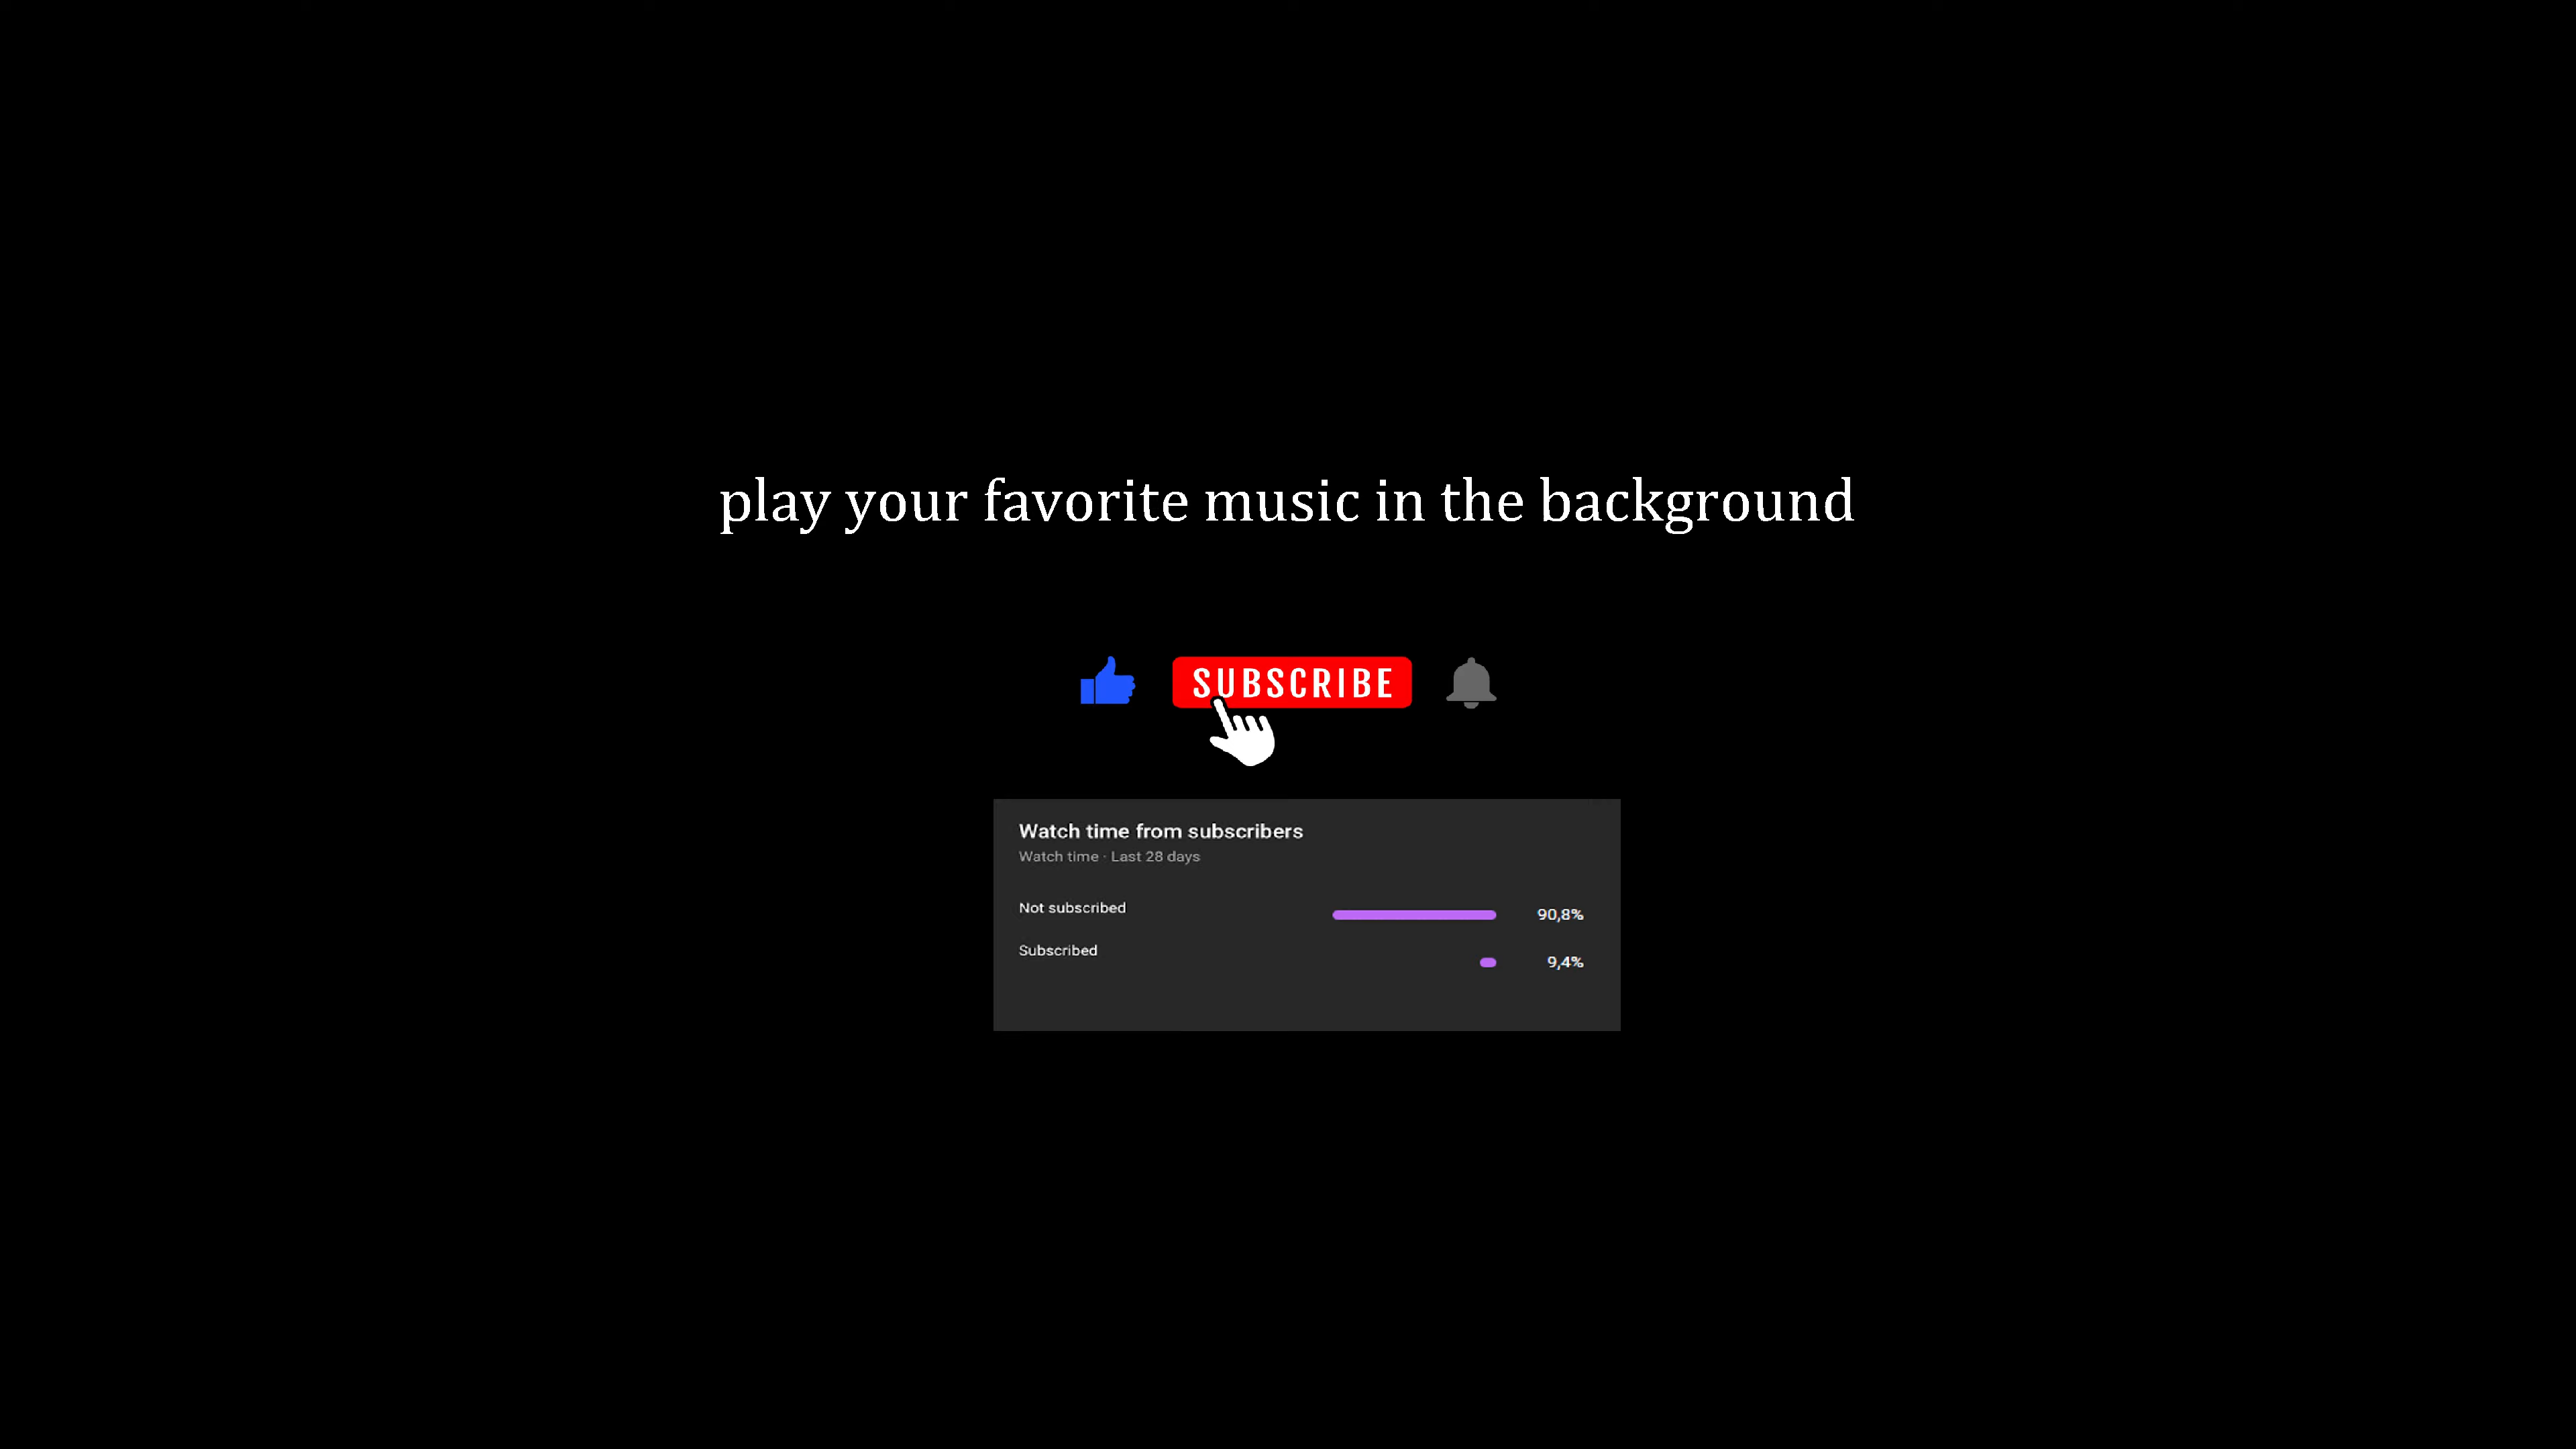 play your favorite music in the background
SUBSCRIBE
Watch time from subscribers
Watch time · Last 28 days
Not subscribed 90,8%
Subscribed 9,4%